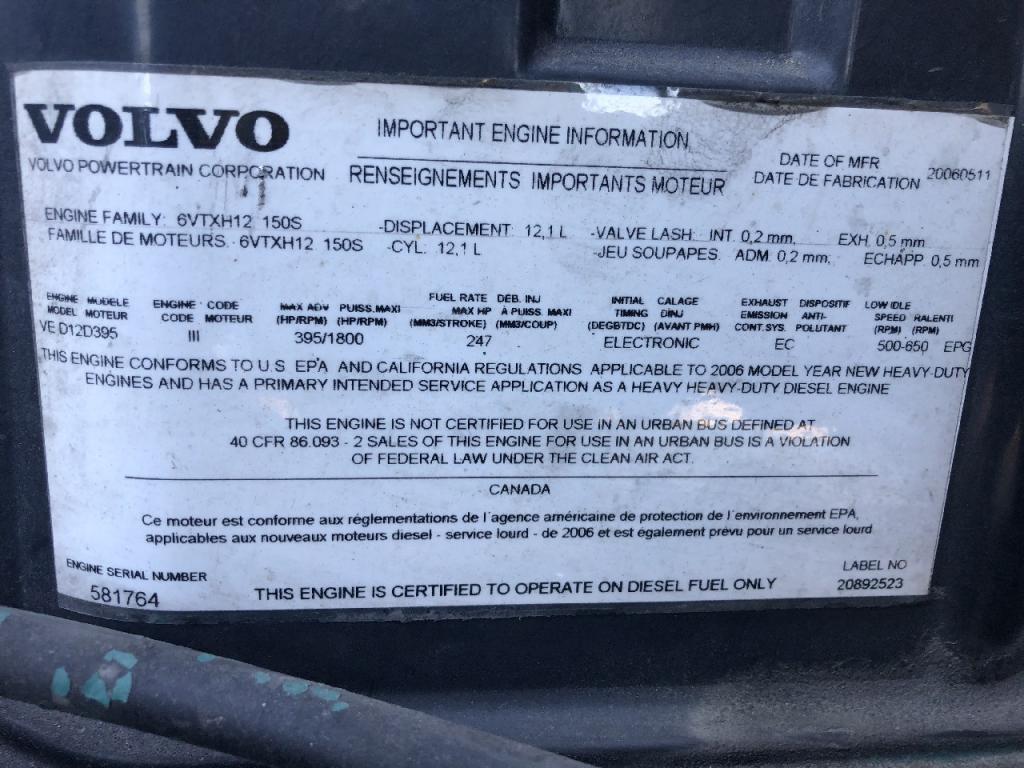 VOLVO
IMPORTANT ENGINE INFORMATION
VOLVO POWERTRAIN CORPORATION
RENSEIGNEMENTS IMPORTANTS MOTEUR
DATE OF MFR
DATE DE FABRICATION
20060511
ENGINE FAMILY: 6VTXH12 150S -DISPLACEMENT: 12,1 L -VALVE LASH: INT. 0,2 mm, EXH. 0,5 mm
FAMILLE DE MOTEURS. 6VTXH12 150S -CYL. 12,1 L -JEU SOUPAPES. ADM. 0,2 mm, ECHAPP. 0,5 mm
ENGINE MODELE
MODEL MOTEUR
VE D12D395
ENGINE CODE
CODE MOTEUR
III
MAX ADV PUISS.MAXI
(HP/RPM) (HP/RPM)
395/1800
FUEL RATE DEB. INJ
MAX HP A PUISS. MAXI
(MM3/STROKE) (MM3/COUP)
247
INITIAL CALAGE
TIMING DINJ
(DEGBTDC) (AVANT PMH)
ELECTRONIC
EXHAUST DISPOSITIF
EMISSION ANTI-
CONT.SYS. POLUTANT
EC
LOW IDLE
SPEED RALENTI
(RPM) (RPM)
500-650 EPG
THIS ENGINE CONFORMS TO U.S EPA AND CALIFORNIA REGULATIONS APPLICABLE TO 2006 MODEL YEAR NEW HEAVY-DUTY
ENGINES AND HAS A PRIMARY INTENDED SERVICE APPLICATION AS A HEAVY HEAVY-DUTY DIESEL ENGINE
THIS ENGINE IS NOT CERTIFIED FOR USE IN AN URBAN BUS DEFINED AT
40 CFR 86.093 - 2 SALES OF THIS ENGINE FOR USE IN AN URBAN BUS IS A VIOLATION
OF FEDERAL LAW UNDER THE CLEAN AIR ACT.
CANADA
Ce moteur est conforme aux réglementations de l'agence américaine de protection de l'environnement EPA,
applicables aux nouveaux moteurs diesel - service lourd - de 2006 et est également prévu pour un service lourd
ENGINE SERIAL NUMBER
581764
THIS ENGINE IS CERTIFIED TO OPERATE ON DIESEL FUEL ONLY
LABEL NO
20892523